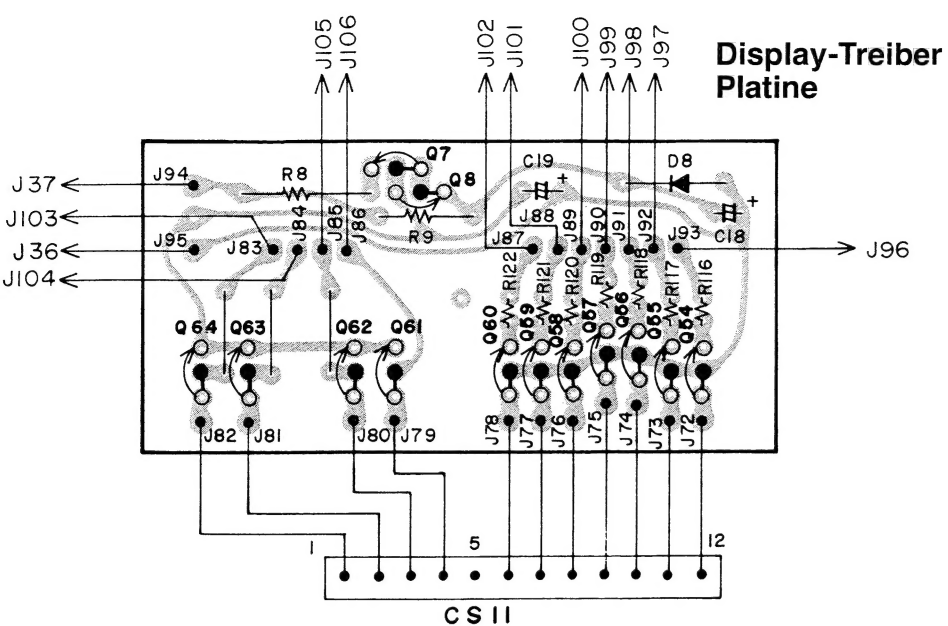 J105
J106
J102
J101
J100
J99
J98
J97
Display-Treiber
Platine
J37
J94
R8
Q7
Q8
C19
+
D8
+
C18
J103
J84
J85
J86
R9
J88
J89
J90
J91
J92
J93
J36
J95
J83
J87
J96
J104
R122
R121
R120
R119
R118
R117
R116
Q64
Q63
Q62
Q61
Q60
Q59
Q58
Q57
Q56
Q55
Q54
J82
J81
J80
J79
J78
J77
J76
J75
J74
J73
J72
1
5
12
CS11